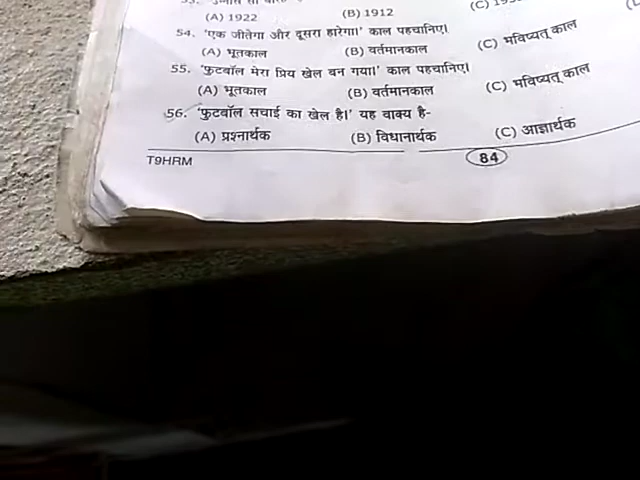 53.
(A) 1922 (B) 1912 (C)
54. 'एक जीतेगा और दूसरा हारेगा।' काल पहचानिए।
(A) भूतकाल (B) वर्तमानकाल (C) भविष्यत् काल
55. 'फुटबॉल मेरा प्रिय खेल बन गया।' काल पहचानिए।
(A) भूतकाल (B) वर्तमानकाल (C) भविष्यत् काल
56. 'फुटबॉल सचाई का खेल है।' यह वाक्य है-
(A) प्रश्नार्थक (B) विधानार्थक (C) आज्ञार्थक
T9HRM 84